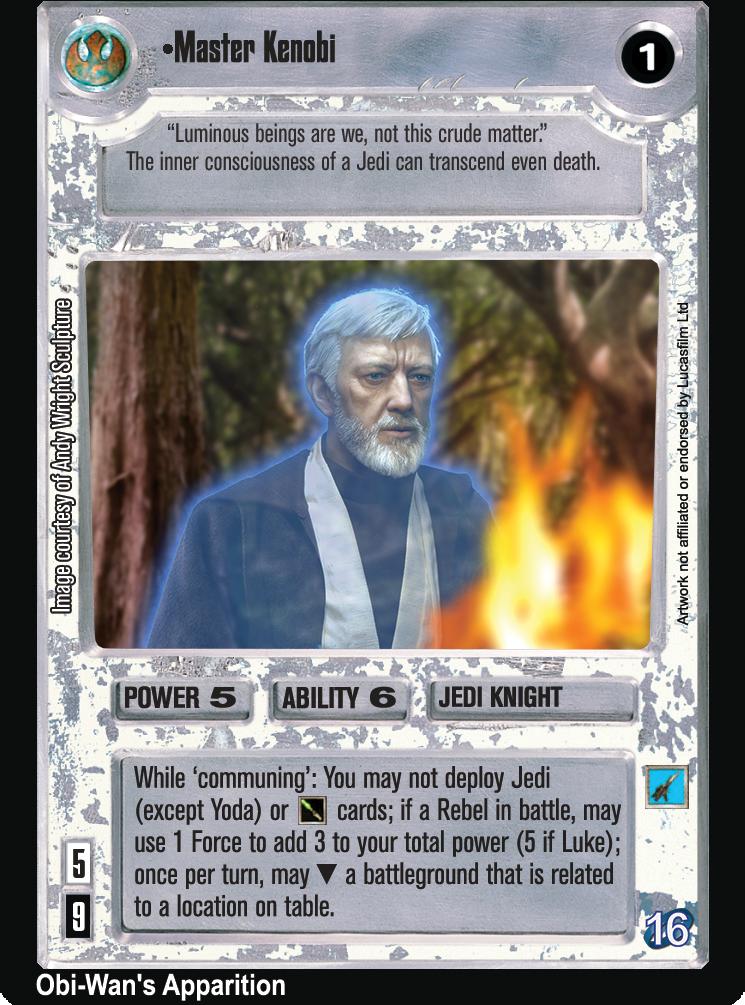 •Master Kenobi
1
“Luminous beings are we, not this crude matter.”
The inner consciousness of a Jedi can transcend even death.
Image courtesy of Andy Wright Sculpture
Artwork not affiliated or endorsed by Lucasfilm Ltd
POWER 5
ABILITY 6
JEDI KNIGHT
While ‘communing’: You may not deploy Jedi
(except Yoda) or cards; if a Rebel in battle, may
use 1 Force to add 3 to your total power (5 if Luke);
once per turn, may ▼ a battleground that is related
to a location on table.
5
9
16
Obi-Wan's Apparition